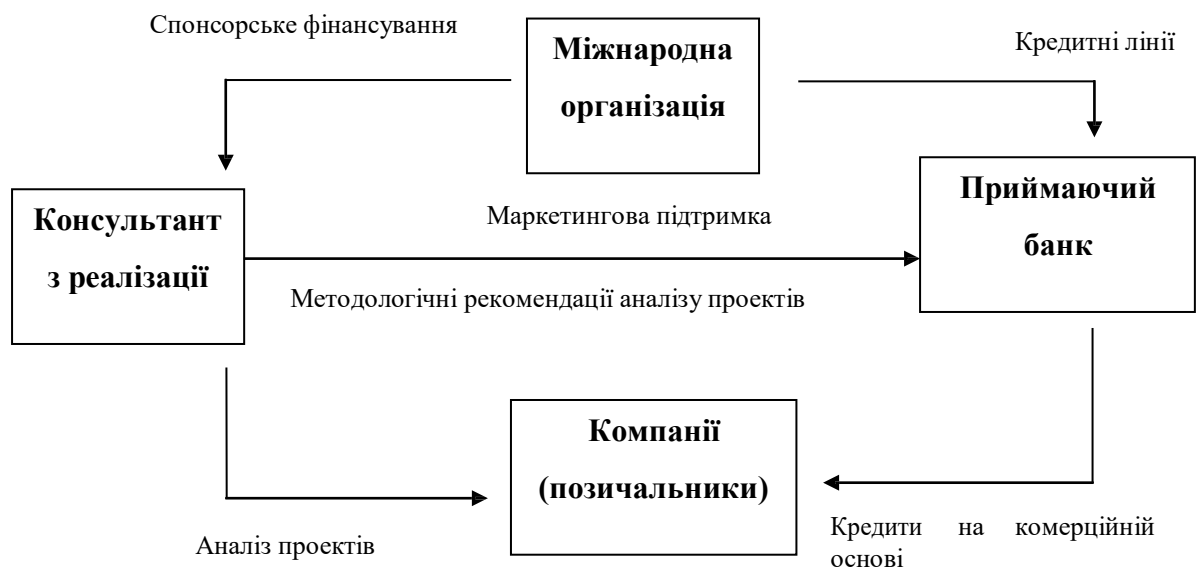 Спонсорське фінансування
Міжнародна
організація
Кредитні лінії
Консультант
з реалізації
Маркетингова підтримка
Методологічні рекомендації аналізу проектів
Приймаючий
банк
Компанії
(позичальники)
Аналіз проектів
Кредити на комерційній
основі